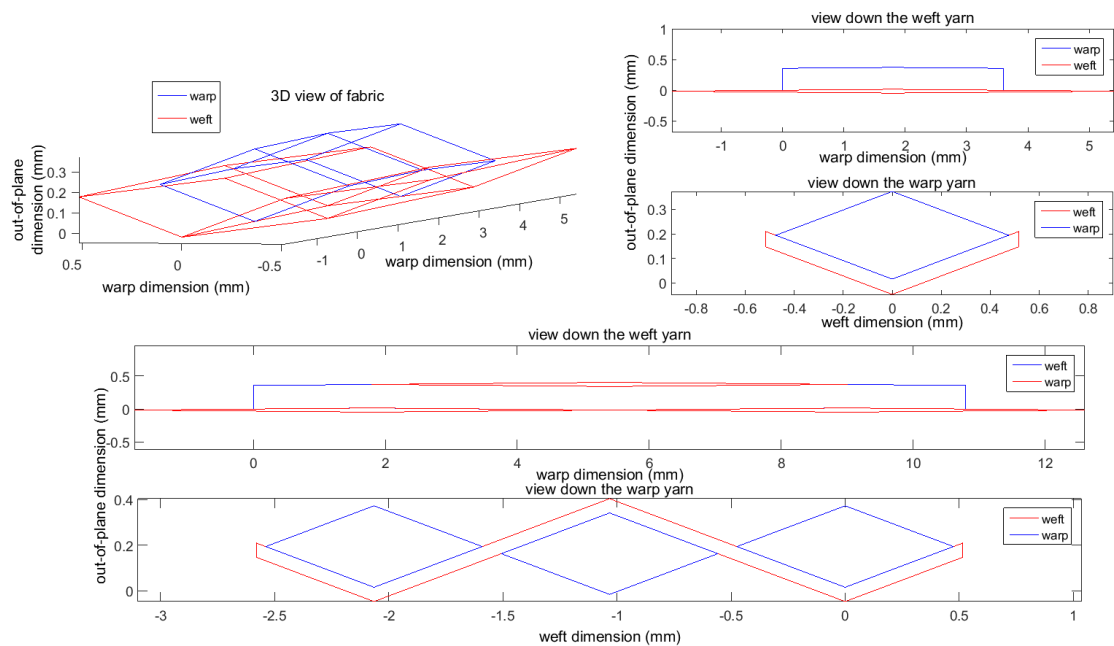 3D view of fabric
warp
weft
out-of-plane
dimension (mm)
0.3
0.2
0.1
0
0.5
0
-0.5
-1
0
1
2
3
4
5
warp dimension (mm)
warp dimension (mm)
view down the weft yarn
warp
weft
1
0.5
0
-0.5
-1
0
1
2
3
4
5
warp dimension (mm)
out-of-plane dimension (mm)
view down the warp yarn
weft
warp
0.3
0.2
0.1
0
-0.8
-0.6
-0.4
-0.2
0
0.2
0.4
0.6
0.8
weft dimension (mm)
view down the weft yarn
weft
warp
0.5
0
-0.5
0
2
4
6
8
10
12
warp dimension (mm)
out-of-plane dimension (mm)
view down the warp yarn
weft
warp
0.4
0.2
0
-3
-2.5
-2
-1.5
-1
-0.5
0
0.5
1
weft dimension (mm)